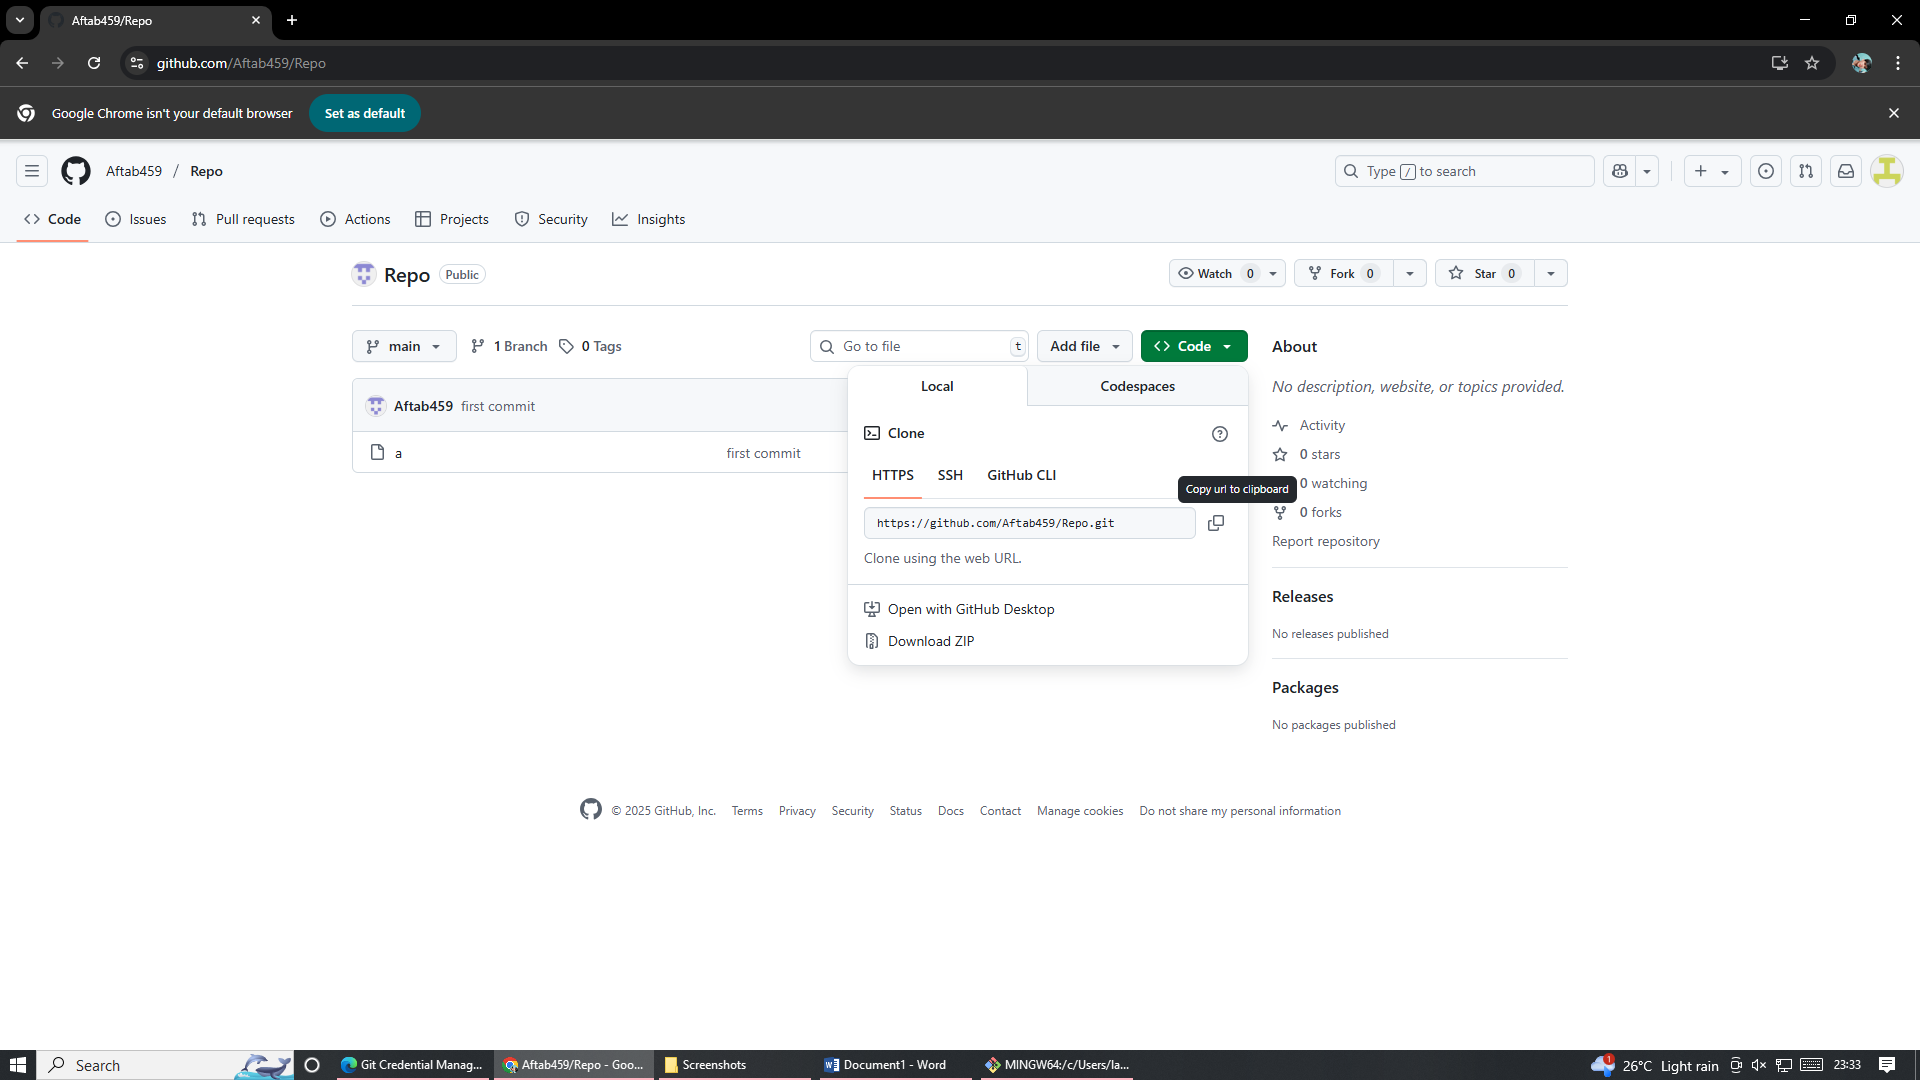 Aftab459/Repo
github.com/Aftab459/Repo
Google Chrome isn't your default browser
Set as default
Aftab459 / Repo
Type / to search
Code
Issues
Pull requests
Actions
Projects
Security
Insights
Repo
Public
Watch 0
Fork 0
Star 0
main
1 Branch
0 Tags
Go to file
t
Add file
Code
About
Local
Codespaces
No description, website, or topics provided.
Aftab459 first commit
Activity
Clone
a
first commit
0 stars
HTTPS
SSH
GitHub CLI
Copy url to clipboard
0 watching
0 forks
https://github.com/Aftab459/Repo.git
Report repository
Clone using the web URL.
Open with GitHub Desktop
Download ZIP
Releases
No releases published
Packages
No packages published
© 2025 GitHub, Inc.
Terms
Privacy
Security
Status
Docs
Contact
Manage cookies
Do not share my personal information
Search
Git Credential Manag...
Aftab459/Repo - Goo...
Screenshots
Document1 - Word
MINGW64:/c/Users/la...
1
26°C Light rain
23:33